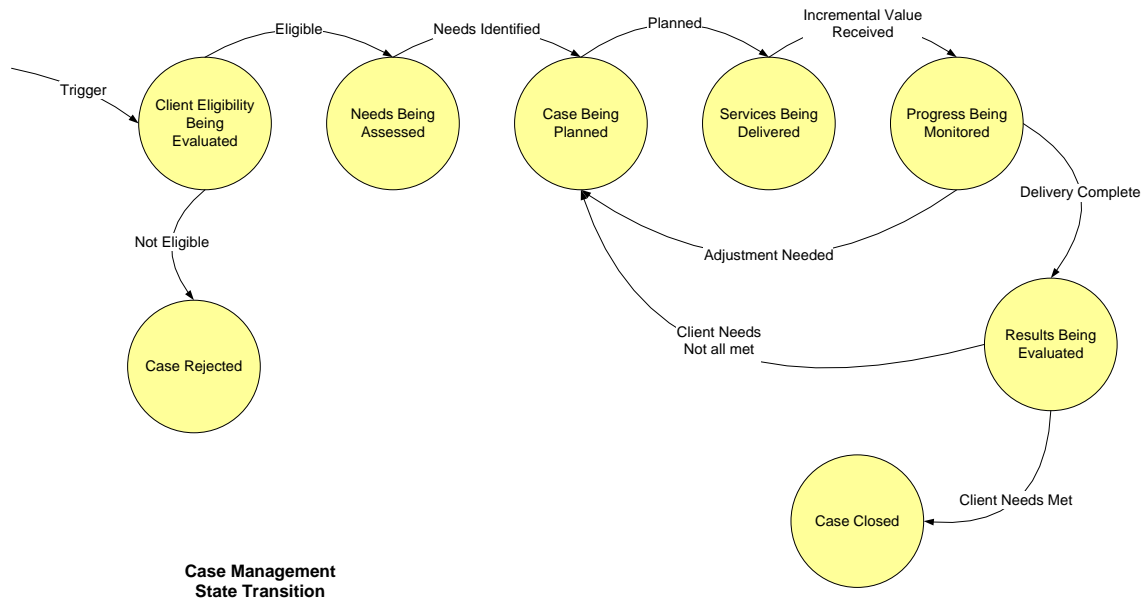 Eligible
Needs Identified
Planned
Incremental Value
Received
Trigger
Client Eligibility
Being
Evaluated
Needs Being
Assessed
Case Being
Planned
Services Being
Delivered
Progress Being
Monitored
Delivery Complete
Not Eligible
Adjustment Needed
Client Needs
Not all met
Results Being
Evaluated
Case Rejected
Client Needs Met
Case Closed
Case Management
State Transition